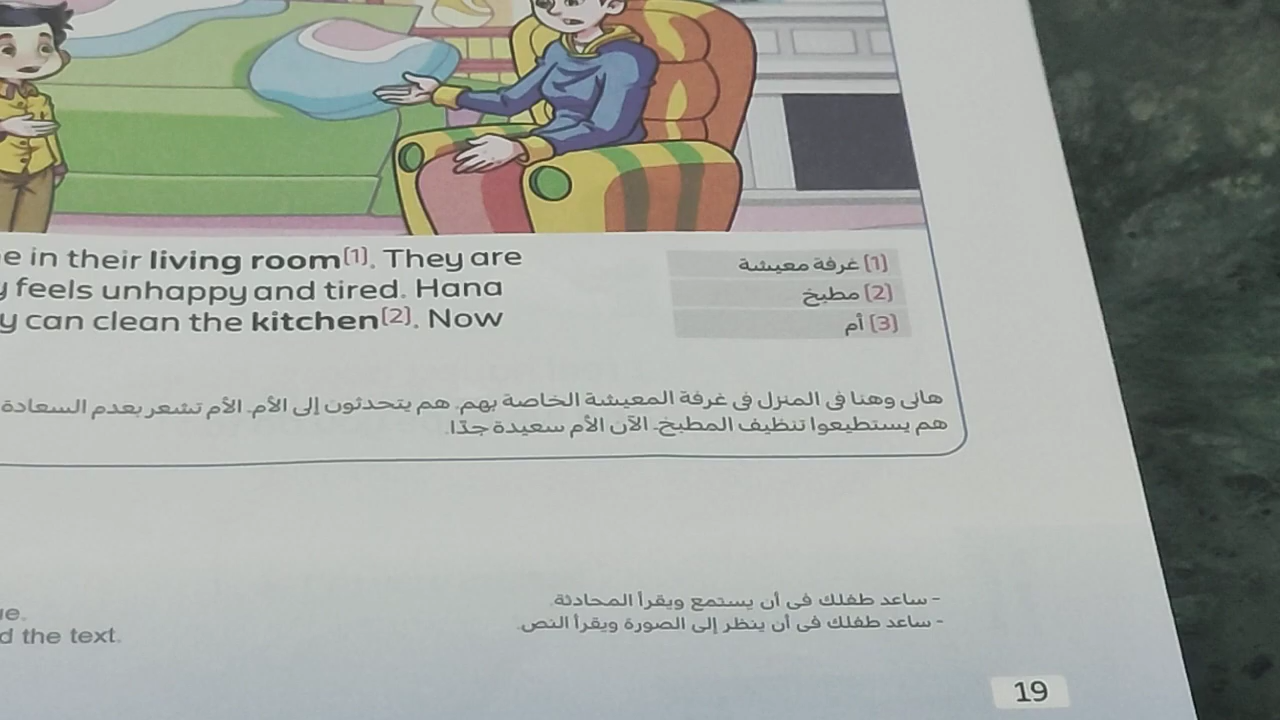 in their living room[1]. They are
feels unhappy and tired. Hana
can clean the kitchen[2]. Now
[1] غرفة معيشة
[2] مطبخ
[3] أم
هانى وهنا فى المنزل فى غرفة المعيشة الخاصة بهم. هم يتحدثون إلى الأم. الأم تشعر بعدم السعادة
هم يستطيعوا تنظيف المطبخ. الآن الأم سعيدة جدًا.
the text.
- ساعد طفلك فى أن يستمع ويقرأ المحادثة.
- ساعد طفلك فى أن ينظر إلى الصورة ويقرأ النص.
19